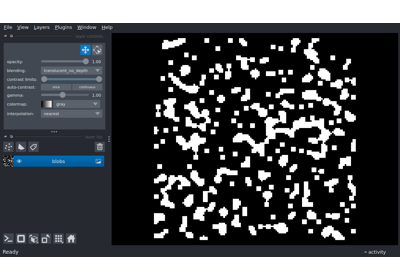 File View Layers Plugins Window Help
opacity: 1.00
blending: translucent_no_depth
contrast limits:
auto-contrast: once continuous
gamma: 1.00
colormap: gray
interpolation: nearest
blobs
Ready
activity